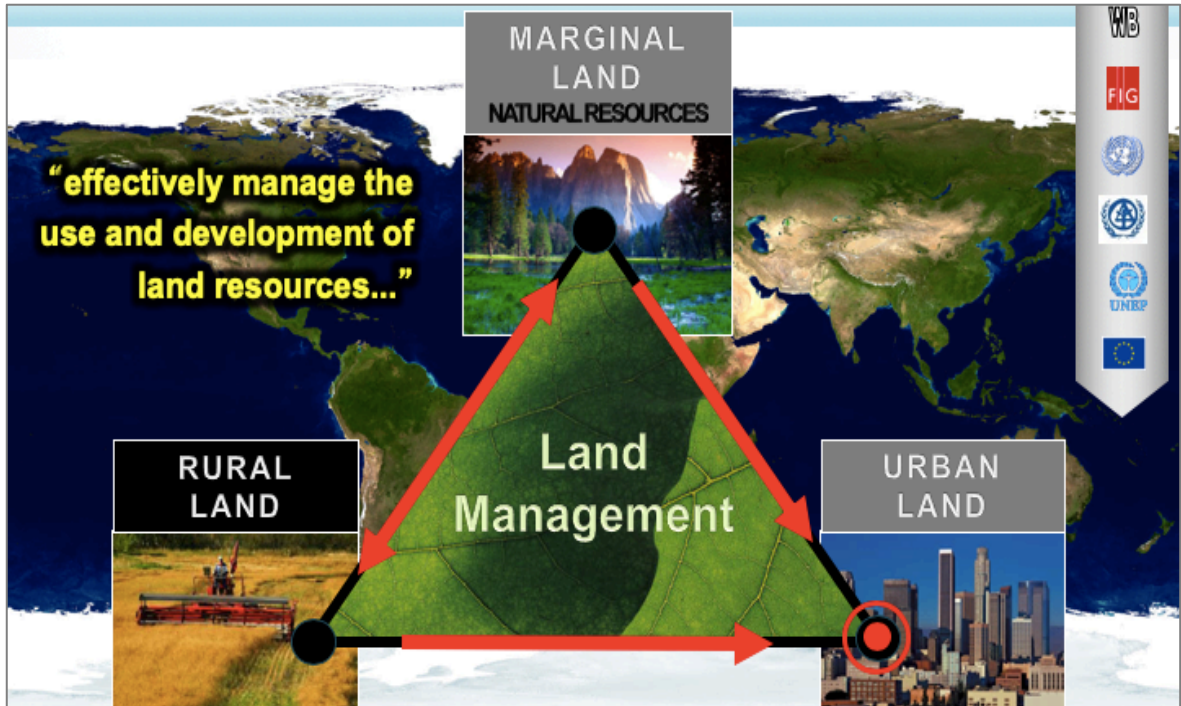 MARGINAL
LAND
NATURAL RESOURCES
WB
FIG
“effectively manage the
use and development of
land resources...”
UNEP
RURAL
LAND
Land
Management
URBAN
LAND